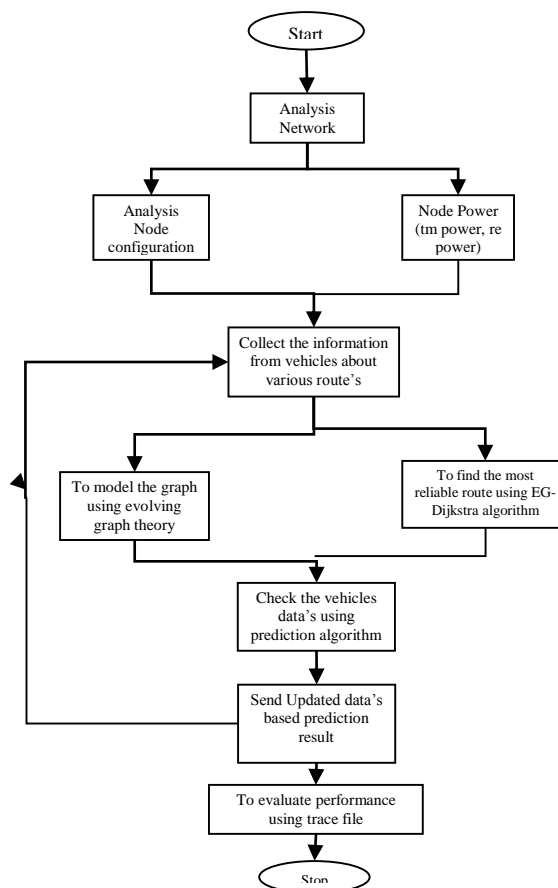 Start
Analysis
Network
Analysis
Node
configuration
Node Power
(tm power, re
power)
Collect the information
from vehicles about
various route's
To model the graph
using evolving
graph theory
To find the most
reliable route using EG-
Dijkstra algorithm
Check the vehicles
data's using
prediction algorithm
Send Updated data's
based prediction
result
To evaluate performance
using trace file
Stop